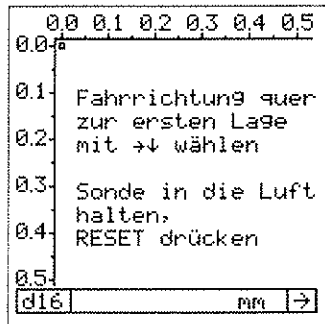 0.0 0.1 0.2 0.3 0.4 0.5
0.0
0.1
Fahrrichtung quer
zur ersten Lage
0.2
mit →↓ wählen
0.3
Sonde in die Luft
halten,
0.4
RESET drücken
0.5
d16 mm →